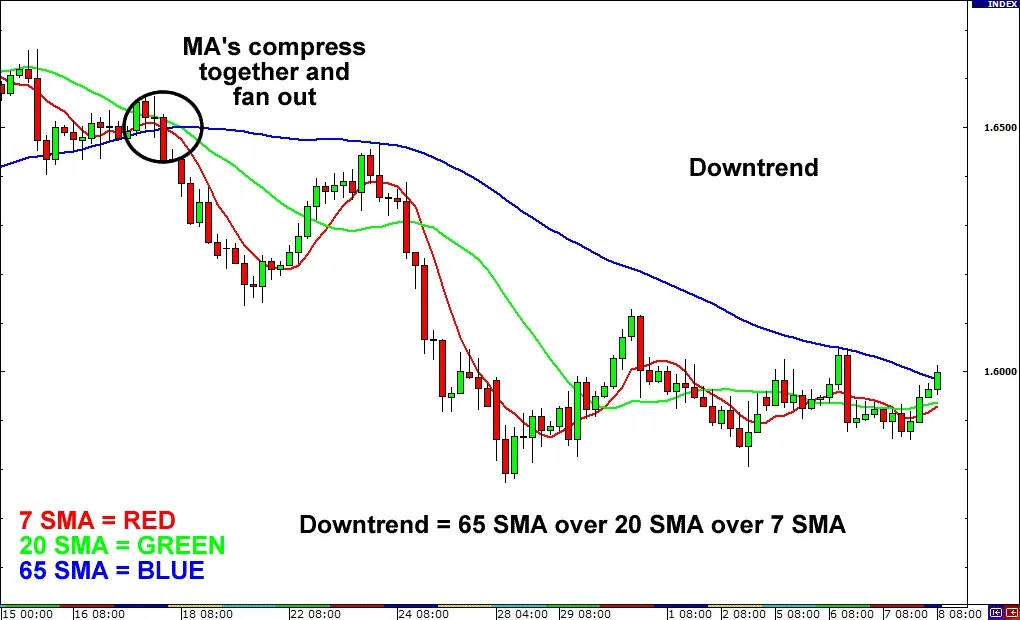 INDEX
MA's compress
together and
fan out
1.6500
Downtrend
1.6000
7 SMA = RED
20 SMA = GREEN
65 SMA = BLUE
Downtrend = 65 SMA over 20 SMA over 7 SMA
15 00:00 16 08:00 18 08:00 22 08:00 24 08:00 28 04:00 29 08:00 1 08:00 2 08:00 5 08:00 6 08:00 7 08:00 8 08:00